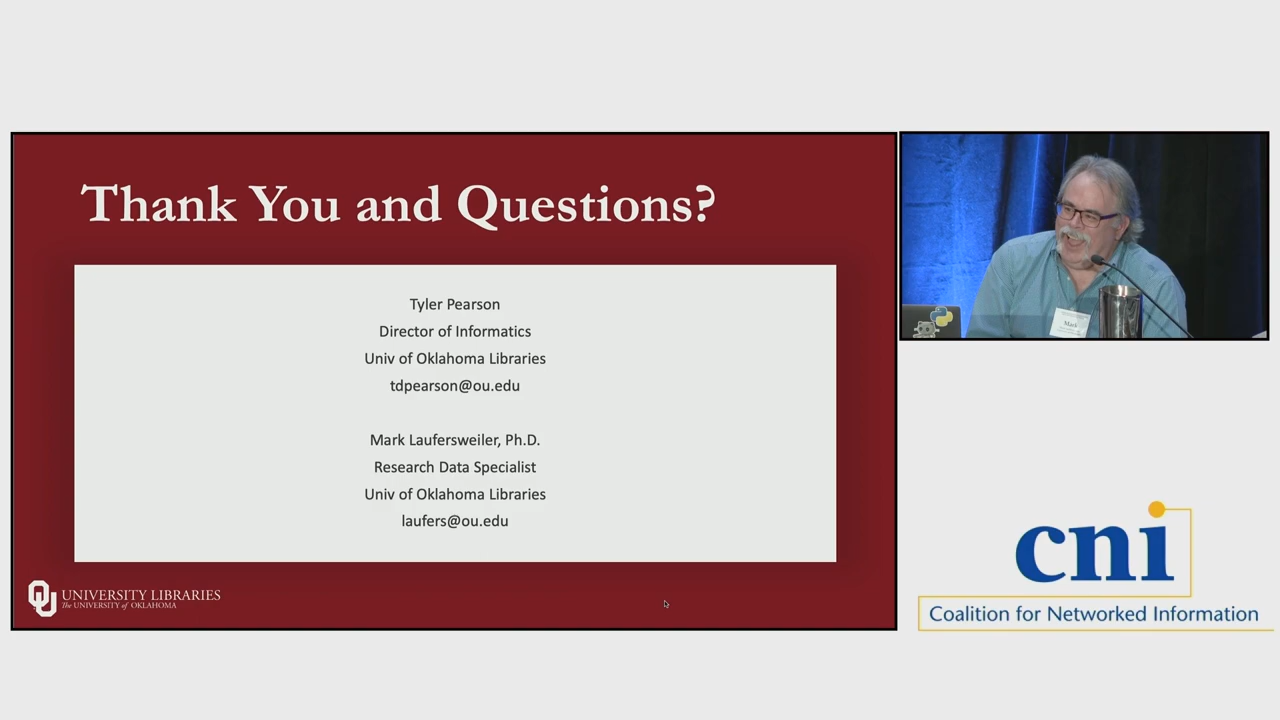 Thank You and Questions?
Tyler Pearson
Director of Informatics
Univ of Oklahoma Libraries
tdpearson@ou.edu
Mark Laufersweiler, Ph.D.
Research Data Specialist
Univ of Oklahoma Libraries
laufers@ou.edu
OU
UNIVERSITY LIBRARIES
The UNIVERSITY of OKLAHOMA
Mark
cni
Coalition for Networked Information